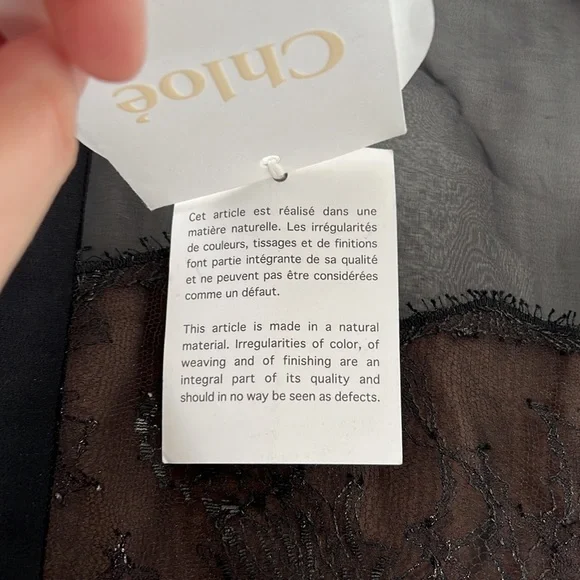 Chloé
Cet article est réalisé dans une
matière naturelle. Les irrégularités
de couleurs, tissages et de finitions
font partie intégrante de sa qualité
et ne peuvent pas être considérées
comme un défaut.
This article is made in a natural
material. Irregularities of color, of
weaving and of finishing are an
integral part of its quality and
should in no way be seen as defects.